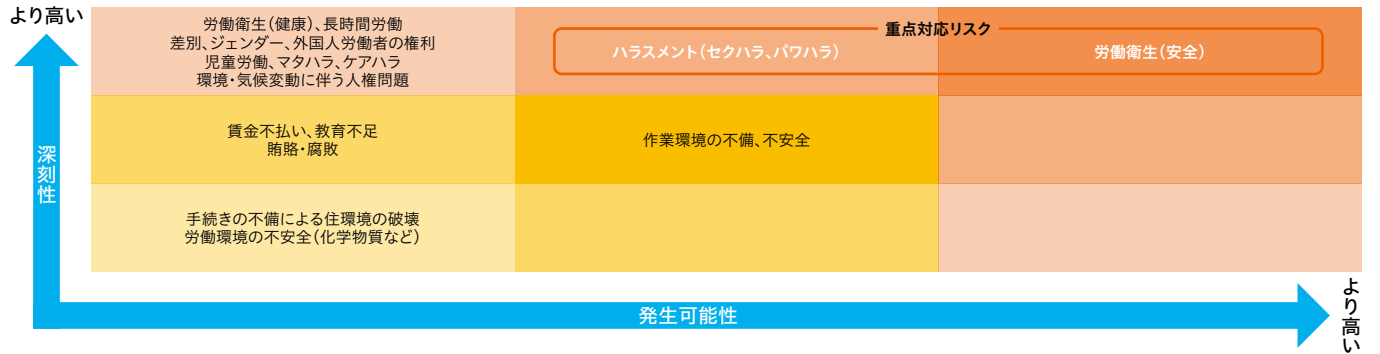 より高い
労働衛生(健康)、長時間労働
差別、ジェンダー、外国人労働者の権利
児童労働、マタハラ、ケアハラ
環境・気候変動に伴う人権問題
重点対応リスク
ハラスメント(セクハラ、パワハラ)
労働衛生(安全)
賃金不払い、教育不足
賄賂・腐敗
作業環境の不備、不安全
深刻性
手続きの不備による住環境の破壊
労働環境の不安全(化学物質など)
発生可能性
より高い